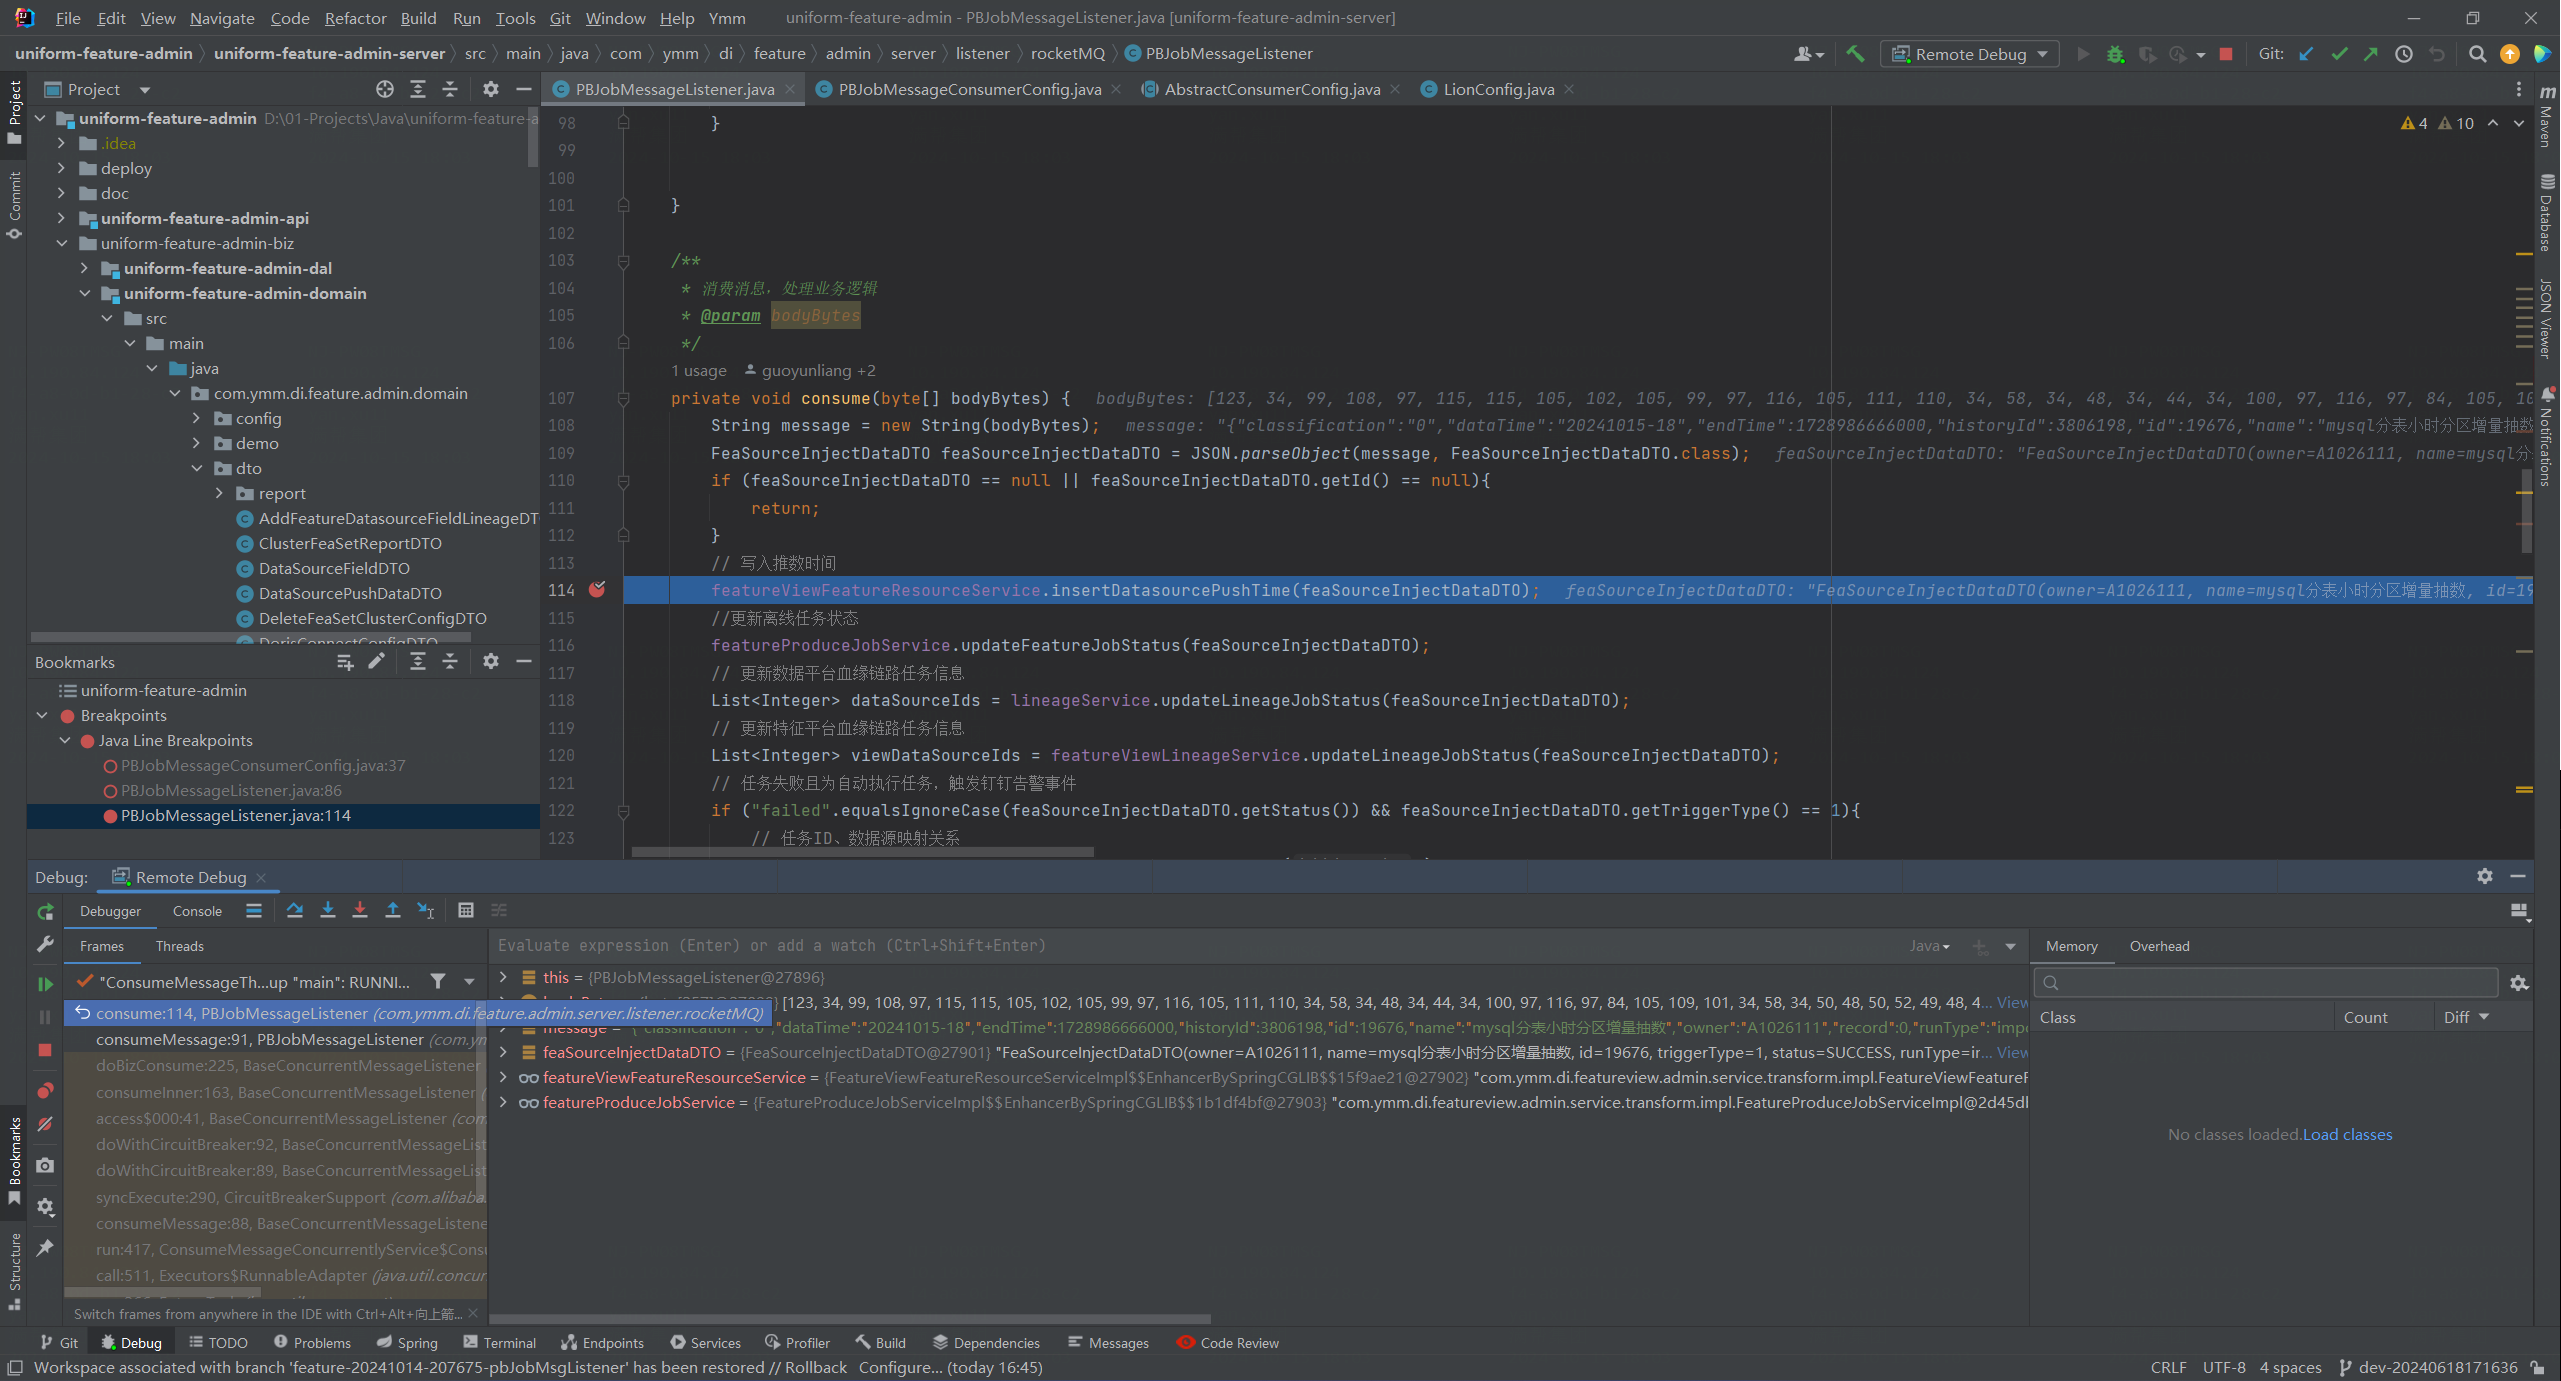 File Edit View Navigate Code Refactor Build Run Tools Git Window Help Ymm uniform-feature-admin - PBJobMessageListener.java [uniform-feature-admin-server]
uniform-feature-admin uniform-feature-admin-server src main java com ymm di feature admin server listener rocketMQ PBJobMessageListener Remote Debug Git:
Project
PBJobMessageListener.java PBJobMessageConsumerConfig.java AbstractConsumerConfig.java LionConfig.java
Project
Commit
Bookmarks
Structure
uniform-feature-admin D:\01-Projects\Java\uniform-feature-a
.idea
deploy
doc
uniform-feature-admin-api
uniform-feature-admin-biz
uniform-feature-admin-dal
uniform-feature-admin-domain
src
main
java
com.ymm.di.feature.admin.domain
config
demo
dto
report
AddFeatureDatasourceFieldLineageDT
ClusterFeaSetReportDTO
DataSourceFieldDTO
DataSourcePushDataDTO
DeleteFeaSetClusterConfigDTO
DorisConnectConfigDTO
Bookmarks
uniform-feature-admin
Breakpoints
Java Line Breakpoints
PBJobMessageConsumerConfig.java:37
PBJobMessageListener.java:86
PBJobMessageListener.java:114
4 10
98 }
99
100
101 }
102
103 /**
104 * 消费消息，处理业务逻辑
105 * @param bodyBytes
106 */
1 usage guoyunliang +2
107 private void consume(byte[] bodyBytes) { bodyBytes: [123, 34, 99, 108, 97, 115, 115, 105, 102, 105, 99, 97, 116, 105, 111, 110, 34, 58, 34, 48, 34, 44, 34, 100, 97, 116, 97, 84, 105, 10
108 String message = new String(bodyBytes); message: "{"classification":"0","dataTime":"20241015-18","endTime":1728986666000,"historyId":3806198,"id":19676,"name":"mysql分表小时分区增量抽数
109 FeaSourceInjectDataDTO feaSourceInjectDataDTO = JSON.parseObject(message, FeaSourceInjectDataDTO.class); feaSourceInjectDataDTO: "FeaSourceInjectDataDTO(owner=A1026111, name=mysql分
110 if (feaSourceInjectDataDTO == null || feaSourceInjectDataDTO.getId() == null){
111 return;
112 }
113 // 写入推数时间
114 featureViewFeatureResourceService.insertDatasourcePushTime(feaSourceInjectDataDTO); feaSourceInjectDataDTO: "FeaSourceInjectDataDTO(owner=A1026111, name=mysql分表小时分区增量抽数, id=19
115 //更新离线任务状态
116 featureProduceJobService.updateFeatureJobStatus(feaSourceInjectDataDTO);
117 // 更新数据平台血缘链路任务信息
118 List<Integer> dataSourceIds = lineageService.updateLineageJobStatus(feaSourceInjectDataDTO);
119 // 更新特征平台血缘链路任务信息
120 List<Integer> viewDataSourceIds = featureViewLineageService.updateLineageJobStatus(feaSourceInjectDataDTO);
121 // 任务失败且为自动执行任务，触发钉钉告警事件
122 if ("failed".equalsIgnoreCase(feaSourceInjectDataDTO.getStatus()) && feaSourceInjectDataDTO.getTriggerType() == 1){
123 // 任务ID、数据源映射关系
Maven
Database
JSON Viewer
Notifications
Debug: Remote Debug
Debugger Console
Frames Threads
"ConsumeMessageTh...up "main": RUNNI...
consume:114, PBJobMessageListener (com.ymm.di.feature.admin.server.listener.rocketMQ)
consumeMessage:91, PBJobMessageListener (com.yn
doBizConsume:225, BaseConcurrentMessageListener
consumeInner:163, BaseConcurrentMessageListener (
access$000:41, BaseConcurrentMessageListener (com
doWithCircuitBreaker:92, BaseConcurrentMessageList
doWithCircuitBreaker:89, BaseConcurrentMessageList
syncExecute:290, CircuitBreakerSupport (com.alibaba
consumeMessage:88, BaseConcurrentMessageListene
run:417, ConsumeMessageConcurrentlyService$Consu
call:511, Executors$RunnableAdapter (java.util.concur
Switch frames from anywhere in the IDE with Ctrl+Alt+向上箭...
Evaluate expression (Enter) or add a watch (Ctrl+Shift+Enter) Java
this = {PBJobMessageListener@27896}
[123, 34, 99, 108, 97, 115, 115, 105, 102, 105, 99, 97, 116, 105, 111, 110, 34, 58, 34, 48, 34, 44, 34, 100, 97, 116, 97, 84, 105, 109, 101, 34, 58, 34, 50, 48, 50, 52, 49, 48, 4... View
message = "{"classification":"0","dataTime":"20241015-18","endTime":1728986666000,"historyId":3806198,"id":19676,"name":"mysql分表小时分区增量抽数","owner":"A1026111","record":0,"runType":"impo
feaSourceInjectDataDTO = {FeaSourceInjectDataDTO@27901} "FeaSourceInjectDataDTO(owner=A1026111, name=mysql分表小时分区增量抽数, id=19676, triggerType=1, status=SUCCESS, runType=ir... View
featureViewFeatureResourceService = {FeatureViewFeatureResourceServiceImpl$$EnhancerBySpringCGLIB$$15f9ae21@27902} "com.ymm.di.featureview.admin.service.transform.impl.FeatureViewFeatureF
featureProduceJobService = {FeatureProduceJobServiceImpl$$EnhancerBySpringCGLIB$$1b1df4bf@27903} "com.ymm.di.featureview.admin.service.transform.impl.FeatureProduceJobServiceImpl@2d45dl
Memory Overhead
Class Count Diff
No classes loaded.Load classes
Git Debug TODO Problems Spring Terminal Endpoints Services Profiler Build Dependencies Messages Code Review
Workspace associated with branch 'feature-20241014-207675-pbJobMsgListener' has been restored // Rollback Configure... (today 16:45) CRLF UTF-8 4 spaces dev-20240618171636